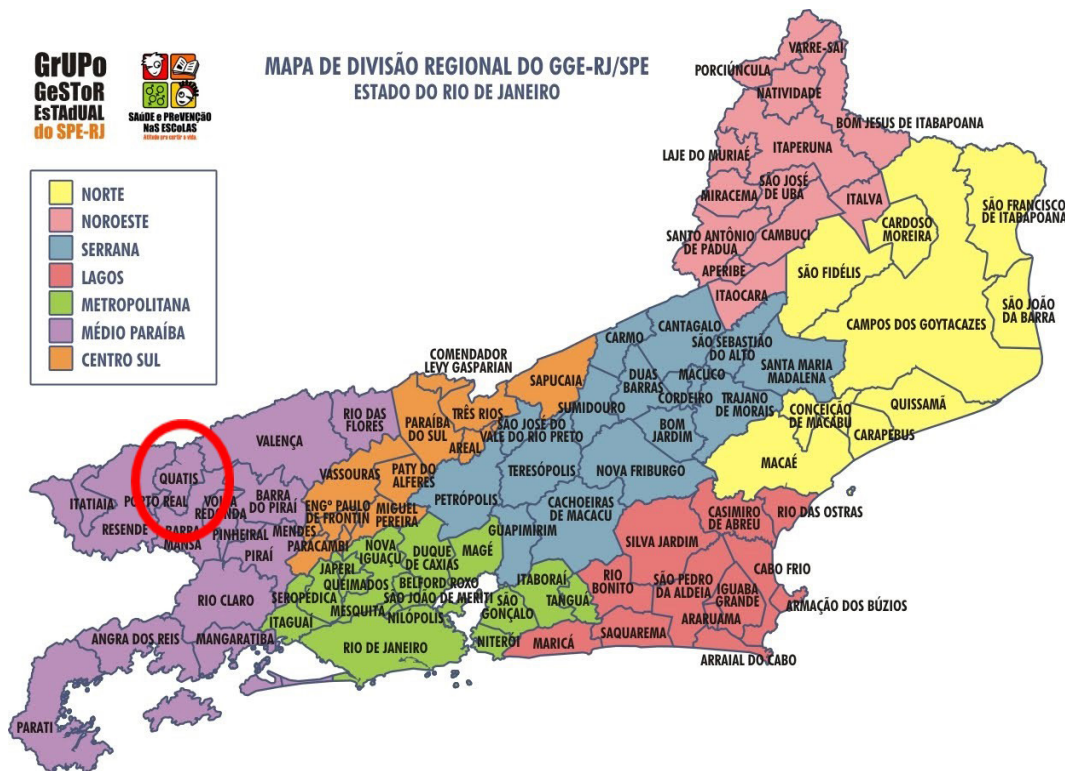 GrUPo
GeSToR
EsTAdUAL
do SPE-RJ
SAúDE e PReVENÇÃO
NaS ESCoLAS
Atitude pra curtir a vida
MAPA DE DIVISÃO REGIONAL DO GGE-RJ/SPE
ESTADO DO RIO DE JANEIRO
NORTE
NOROESTE
SERRANA
LAGOS
METROPOLITANA
MÉDIO PARAÍBA
CENTRO SUL
VARRE-SAI
PORCIÚNCULA
NATIVIDADE
BOM JESUS DE ITABAPOANA
ITAPERUNA
LAJE DO MURIAÉ
SÃO JOSÉ
DE UBÁ
MIRACEMA
ITALVA
SÃO FRANCISCO
DE ITABAPOANA
CARDOSO
MOREIRA
SANTO ANTÔNIO
DE PADUA
CAMBUCI
APERIBE
SÃO FIDÉLIS
ITAOCARA
SÃO JOÃO
DA BARRA
CAMPOS DOS GOYTACAZES
CANTAGALO
CARMO
SÃO SEBASTIÃO
DO ALTO
COMENDADOR
LEVY GASPARIAN
SANTA MARIA
MADALENA
SAPUCAIA
DUAS
BARRAS
MACUCO
CORDEIRO
TRAJANO
DE MORAIS
SUMIDOURO
QUISSAMÃ
CONCEIÇÃO
DE MACABU
CARAPEBUS
RIO DAS
FLORES
PARAÍBA
DO SUL
TRÊS RIOS
SÃO JOSÉ DO
VALE DO RIO PRETO
AREAL
BOM
JARDIM
VALENÇA
MACAÉ
VASSOURAS
PATY DO
ALFERES
TERESÓPOLIS
NOVA FRIBURGO
QUATIS
ITATIAIA
PORTO REAL
VOLTA
REDONDA
BARRA
DO PIRAÍ
PETRÓPOLIS
CACHOEIRAS
DE MACACU
ENGº PAULO
DE FRONTIN
MIGUEL
PEREIRA
CASIMIRO
DE ABREU
RIO DAS OSTRAS
RESENDE
BARRA
MANSA
PINHEIRAL
MENDES
GUAPIMIRIM
PARACAMBI
PIRAÍ
NOVA
IGUAÇU
DUQUE
DE CAXIAS
MAGÉ
SILVA JARDIM
JAPERI
QUEIMADOS
BELFORD ROXO
ITABORAÍ
RIO
BONITO
SÃO PEDRO
DA ALDEIA
CABO FRIO
IGUABA
GRANDE
SEROPÉDICA
SÃO JOÃO DE MERITI
MESQUITA
NILÓPOLIS
SÃO
GONÇALO
TANGUÁ
RIO CLARO
ARMAÇÃO DOS BÚZIOS
ITAGUAÍ
ARARUAMA
ANGRA DOS REIS
MANGARATIBA
RIO DE JANEIRO
NITERÓI
MARICÁ
SAQUAREMA
ARRAIAL DO CABO
PARATI